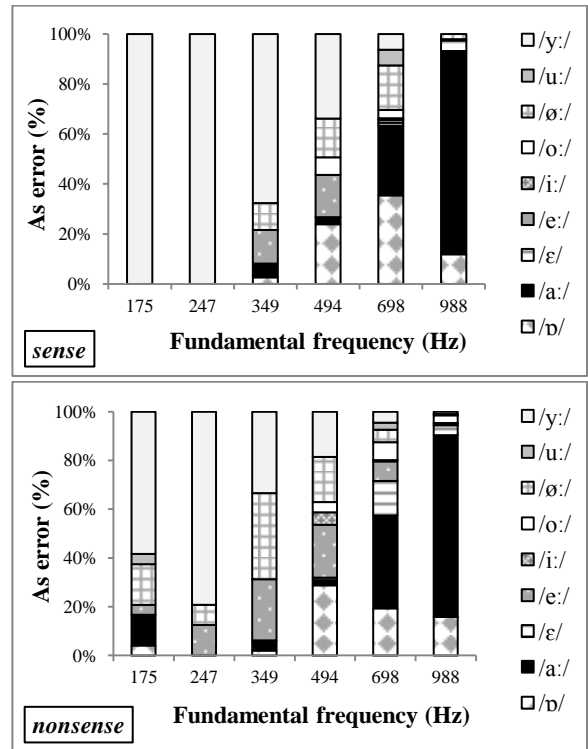 100%
80%
60%
40%
20%
0%
As error (%)
175 247 349 494 698 988
Fundamental frequency (Hz)
sense
/y:/
/u:/
/ø:/
/o:/
/i:/
/e:/
/ɛ/
/a:/
/ɒ/
100%
80%
60%
40%
20%
0%
As error (%)
175 247 349 494 698 988
Fundamental frequency (Hz)
nonsense
/y:/
/u:/
/ø:/
/o:/
/i:/
/e:/
/ɛ/
/a:/
/ɒ/